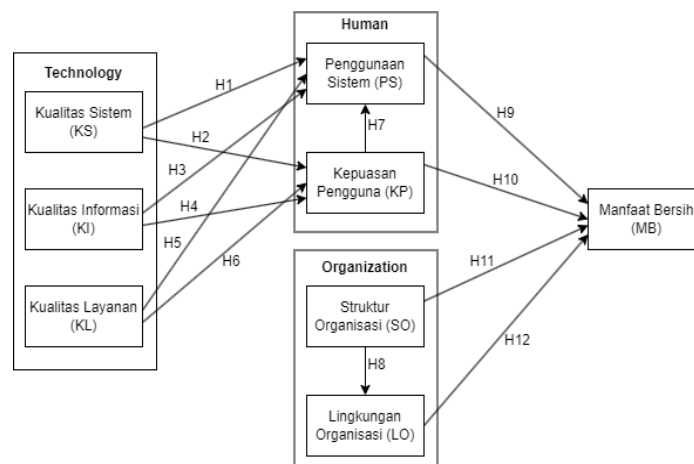 Human
Technology
Penggunaan
Sistem (PS)
H1
Kualitas Sistem
(KS)
H2
H7
H9
H3
Kepuasan
Pengguna (KP)
H10
Kualitas Informasi
(KI)
H4
Manfaat Bersih
(MB)
H5
H6
Organization
H11
Kualitas Layanan
(KL)
Struktur
Organisasi (SO)
H8
H12
Lingkungan
Organisasi (LO)